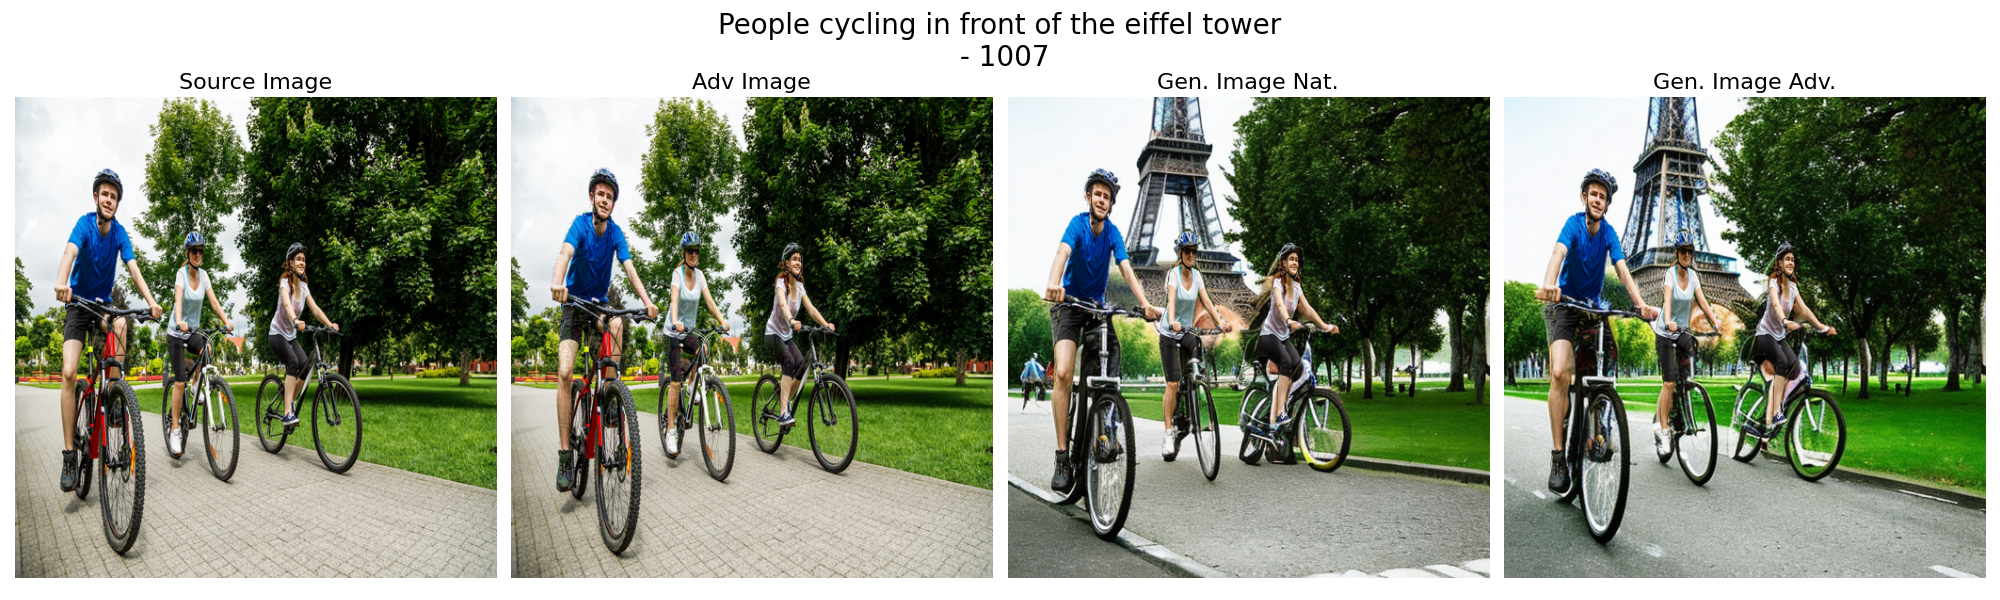 People cycling in front of the eiffel tower
- 1007
Source Image
Adv Image
Gen. Image Nat.
Gen. Image Adv.